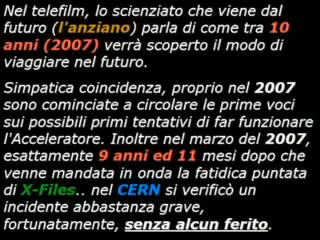 Nel telefilm, lo scienziato che viene dal
futuro (l'anziano) parla di come tra 10
anni (2007) verrà scoperto il modo di
viaggiare nel futuro.
Simpatica coincidenza, proprio nel 2007
sono cominciate a circolare le prime voci
sui possibili primi tentativi di far funzionare
l'Acceleratore. Inoltre nel marzo del 2007,
esattamente 9 anni ed 11 mesi dopo che
venne mandata in onda la fatidica puntata
di X-Files.. nel CERN si verificò un
incidente abbastanza grave,
fortunatamente, senza alcun ferito.